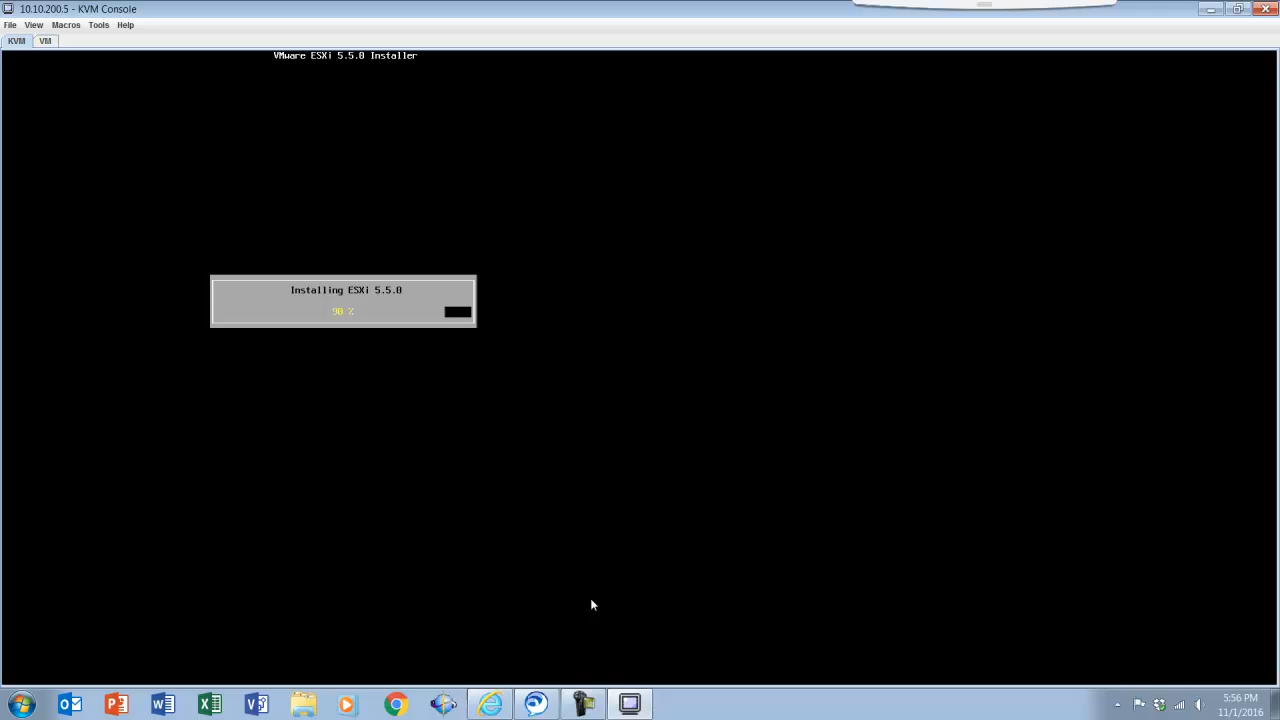 10.10.200.5 - KVM Console
File View Macros Tools Help
KVM VM
VMware ESXi 5.5.0 Installer
Installing ESXi 5.5.0
90 %
5:56 PM
11/1/2016